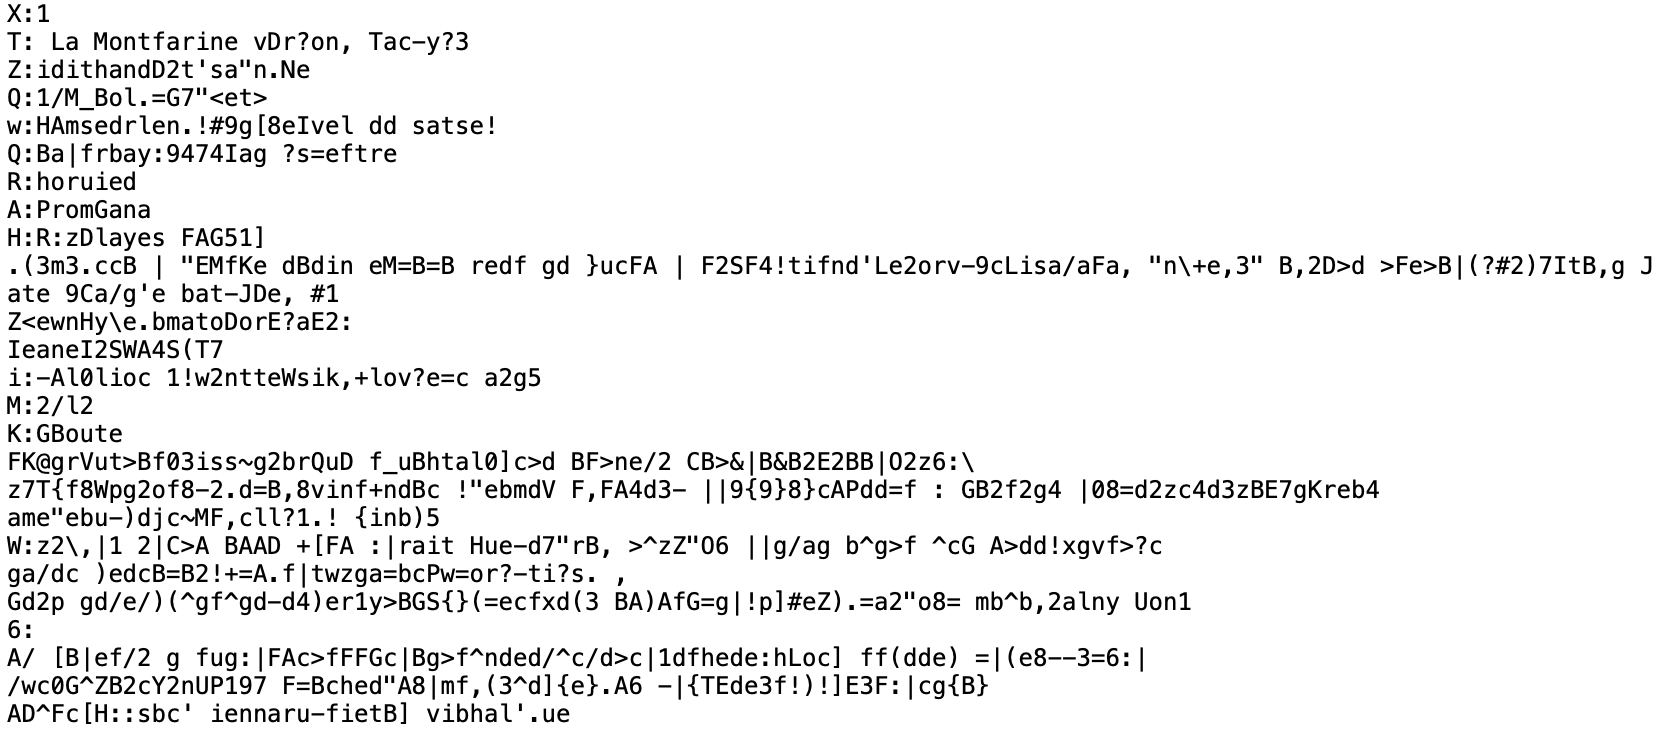 X:1
T: La Montfarine vDr?on, Tac-y?3
Z:idithandD2t'sa"n.Ne
Q:1/M_Bol.=G7"<et>
w:HAmsedrlen.!#9g[8eIvel dd satse!
Q:Ba|frbay:9474Iag ?s=eftre
R:horuied
A:PromGana
H:R:zDlayes FAG51]
.(3m3.ccB | "EMfKe dBdin eM=B=B redf gd }ucFA | F2SF4!tifnd'Le2orv-9cLisa/aFa, "n\+e,3" B,2D>d >Fe>B|(?#2)7ItB,g J
ate 9Ca/g'e bat-JDe, #1
Z<ewnHy\e.bmatoDorE?aE2:
IeaneI2SWA4S(T7
i:-Al0lioc 1!w2ntteWsik,+lov?e=c a2g5
M:2/l2
K:GBoute
FK@grVut>Bf03iss~g2brQuD f_uBhtal0]c>d BF>ne/2 CB>&|B&B2E2BB|O2z6:\
z7T{f8Wpg2of8-2.d=B,8vinf+ndBc !"ebmdV F,FA4d3- ||9{9}8}cAPdd=f : GB2f2g4 |08=d2zc4d3zBE7gKreb4
ame"ebu-)djc~MF,cll?1.! {inb)5
W:z2\,|1 2|C>A BAAD +[FA :|rait Hue-d7"rB, >^zZ"O6 ||g/ag b^g>f ^cG A>dd!xgvf>?c
ga/dc )edcB=B2!+=A.f|twzga=bcPw=or?-ti?s. ,
Gd2p gd/e/)(^gf^gd-d4)er1y>BGS{}(=ecfxd(3 BA)AfG=g|!p]#eZ).=a2"o8= mb^b,2alny Uon1
6:
A/ [B|ef/2 g fug:|FAc>fFFGc|Bg>f^nded/^c/d>c|1dfhede:hLoc] ff(dde) =|(e8--3=6:|
/wc0G^ZB2cY2nUP197 F=Bched"A8|mf,(3^d]{e}.A6 -|{TEde3f!)!]E3F:|cg{B}
AD^Fc[H::sbc' iennaru-fietB] vibhal'.ue